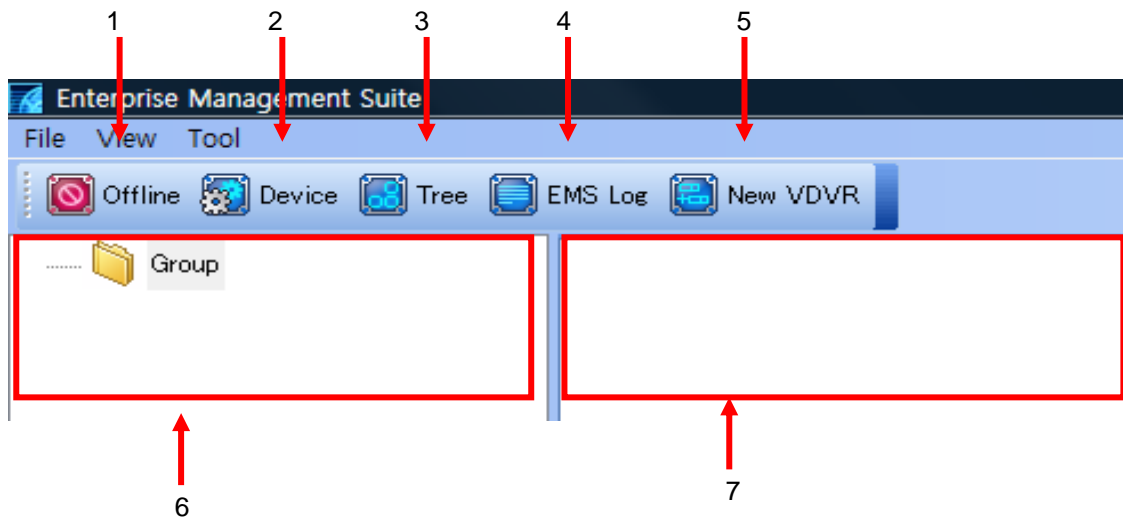 1 2 3 4 5
Enterprise Management Suite
File View Tool
Offline Device Tree EMS Log New VDVR
Group
6 7